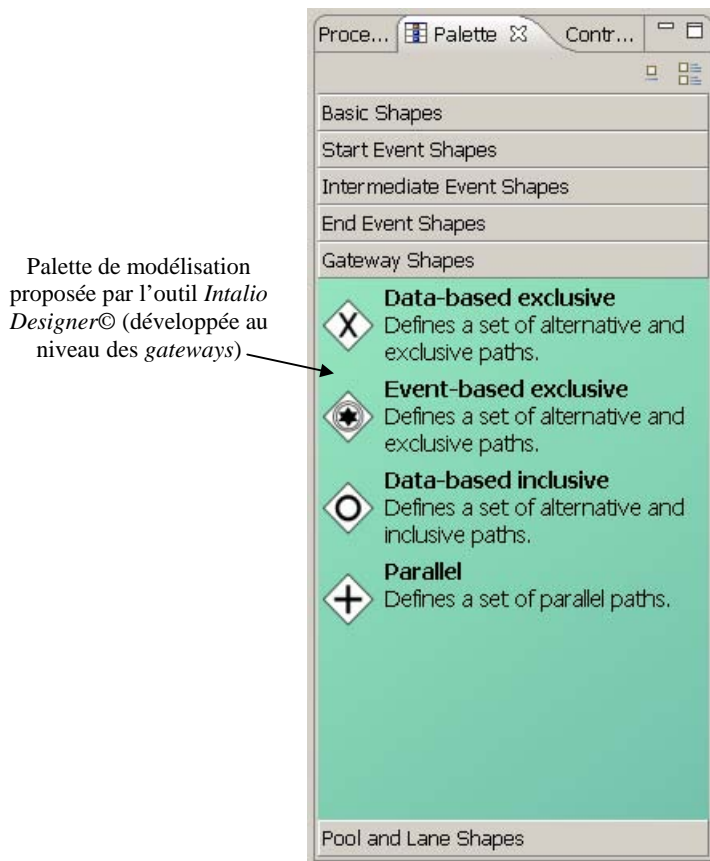 Proce... Palette Contr...
Basic Shapes
Start Event Shapes
Intermediate Event Shapes
End Event Shapes
Gateway Shapes
Palette de modélisation
proposée par l'outil Intalio
Designer© (développée au
niveau des gateways)
X
Data-based exclusive
Defines a set of alternative and
exclusive paths.
Event-based exclusive
Defines a set of alternative and
exclusive paths.
Data-based inclusive
Defines a set of alternative and
inclusive paths.
Parallel
Defines a set of parallel paths.
Pool and Lane Shapes